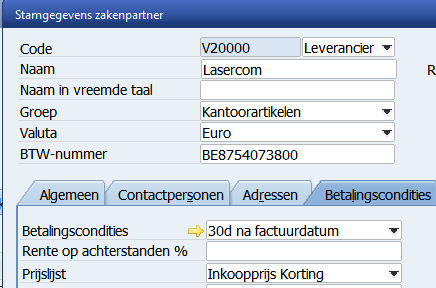 Stamgegevens zakenpartner
Code V20000 Leverancier
Naam Lasercom R
Naam in vreemde taal
Groep Kantoorartikelen
Valuta Euro
BTW-nummer BE8754073800
Algemeen Contactpersonen Adressen Betalingscondities
Betalingscondities 30d na factuurdatum
Rente op achterstanden %
Prijslijst Inkoopprijs Korting